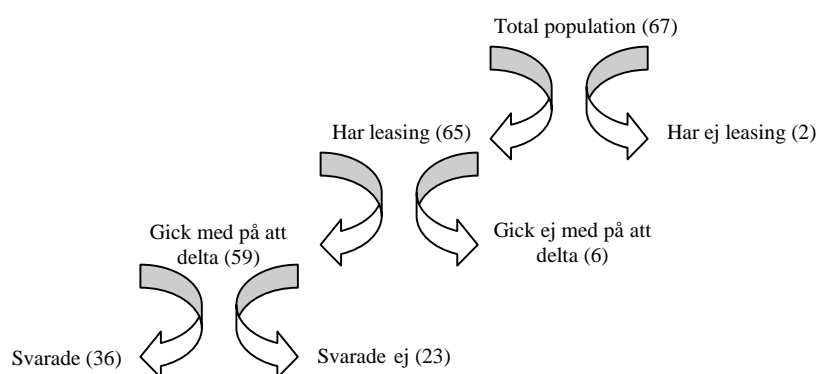 Total population (67)
Har leasing (65)
Har ej leasing (2)
Gick med på att
delta (59)
Gick ej med på att
delta (6)
Svarade (36)
Svarade ej (23)